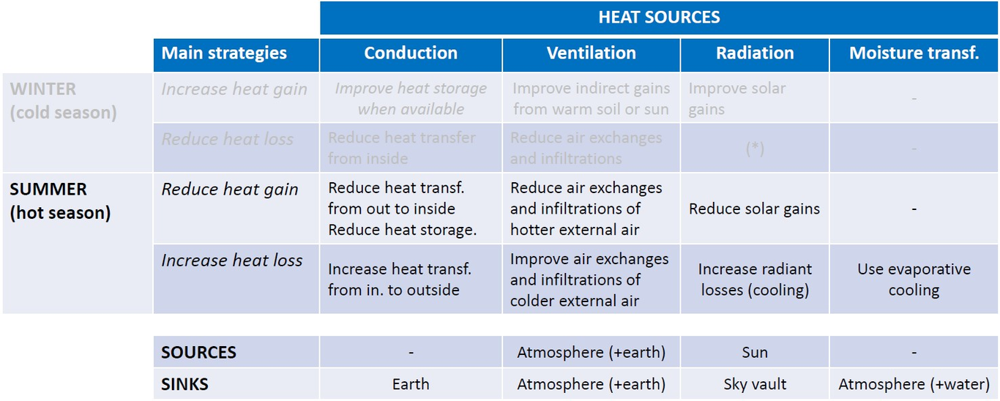 HEAT SOURCES
Main strategies Conduction Ventilation Radiation Moisture transf.
WINTER
(cold season)
Increase heat gain
Improve heat storage
when available
Improve indirect gains
from warm soil or sun
Improve solar
gains
-
Reduce heat loss
Reduce heat transfer
from inside
Reduce air exchanges
and infiltrations
(*)
-
SUMMER
(hot season)
Reduce heat gain
Reduce heat transf.
from out to inside
Reduce heat storage.
Reduce air exchanges
and infiltrations of
hotter external air
Reduce solar gains
-
Increase heat loss
Increase heat transf.
from in. to outside
Improve air exchanges
and infiltrations of
colder external air
Increase radiant
losses (cooling)
Use evaporative
cooling
SOURCES - Atmosphere (+earth) Sun -
SINKS Earth Atmosphere (+earth) Sky vault Atmosphere (+water)